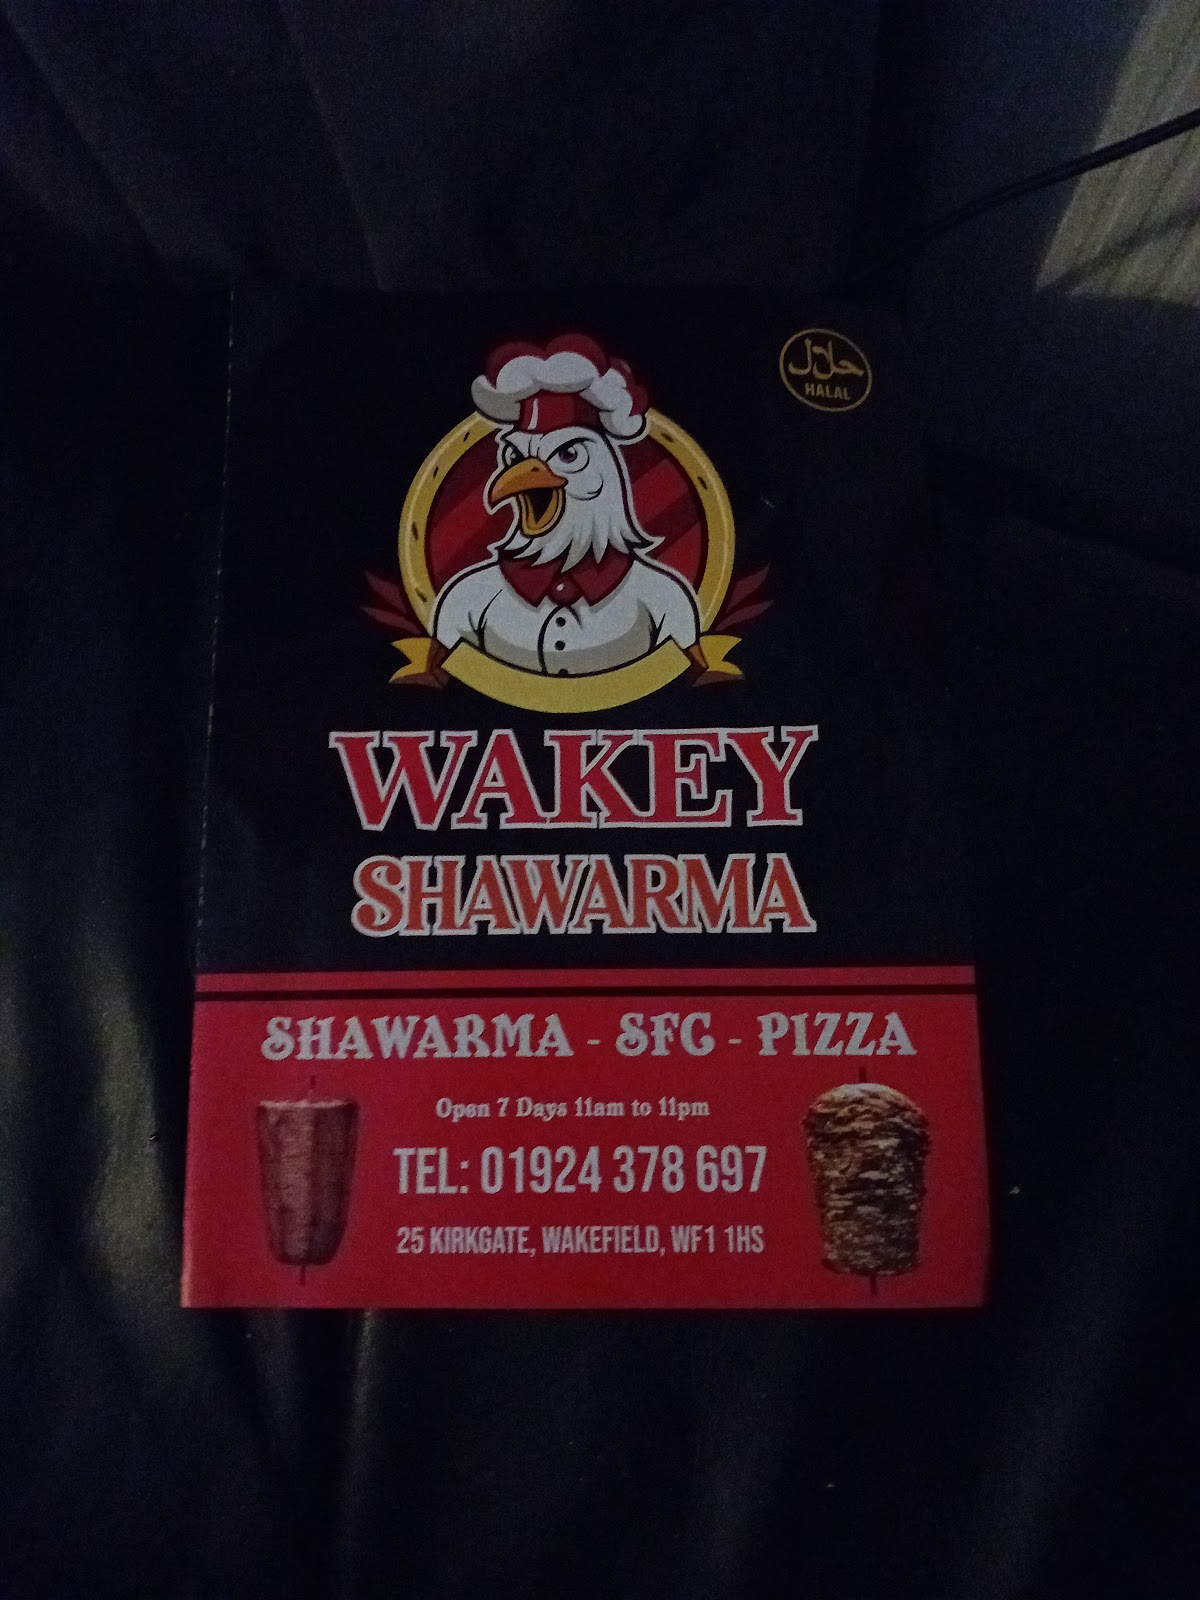 حلال
HALAL
WAKEY
SHAWARMA
SHAWARMA - SFC - PIZZA
Open 7 Days 11am to 11pm
TEL: 01924 378 697
25 KIRKGATE, WAKEFIELD, WF1 1HS